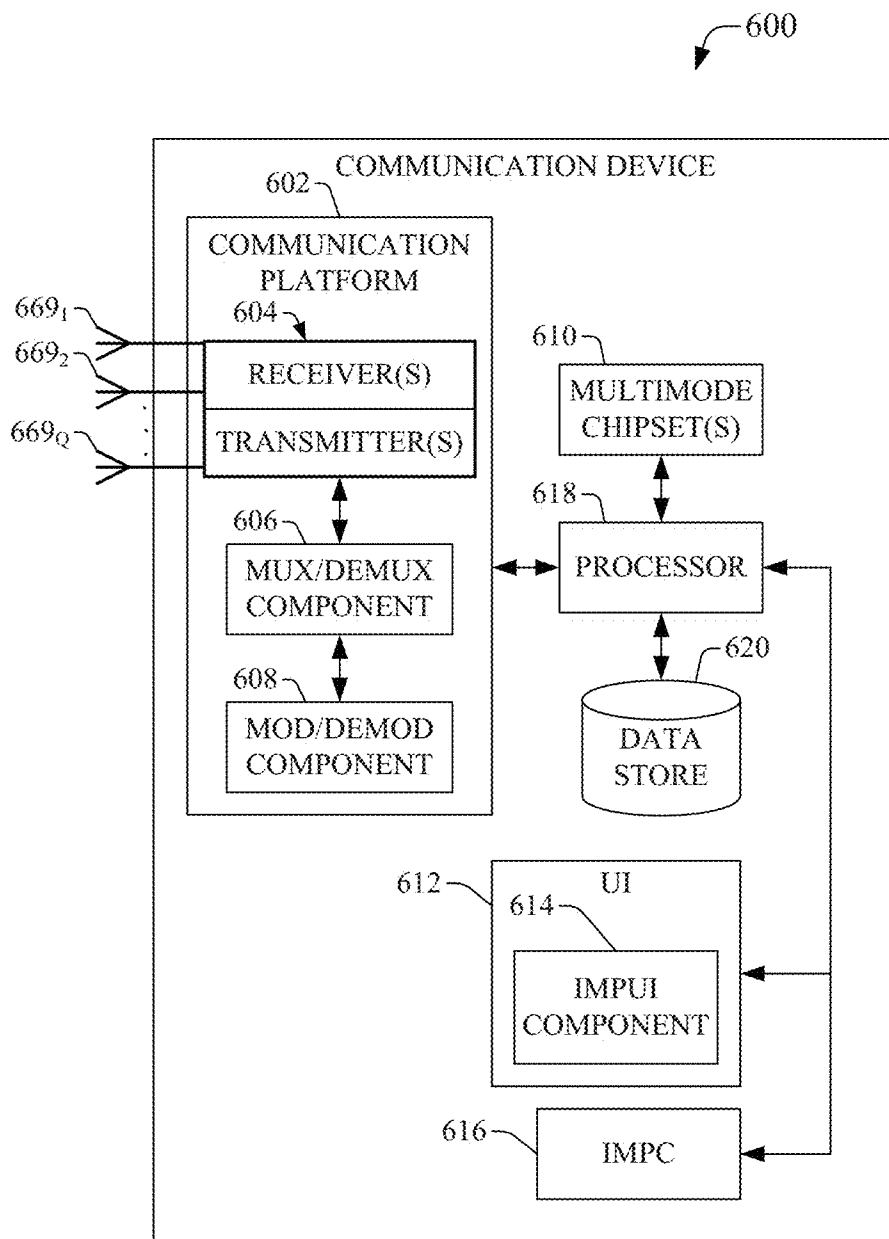 600
COMMUNICATION DEVICE
602
COMMUNICATION
PLATFORM
604
669₁
RECEIVER(S)
669₂
TRANSMITTER(S)
669Q
610
MULTIMODE
CHIPSET(S)
606
MUX/DEMUX
COMPONENT
618
PROCESSOR
608
MOD/DEMOD
COMPONENT
620
DATA
STORE
612
UI
614
IMPUI
COMPONENT
616
IMPC